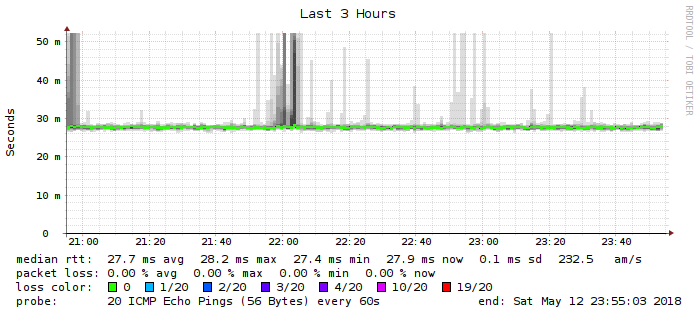 Last 3 Hours
RRDTOOL / TOBI OETIKER
Seconds
50 m
40 m
30 m
20 m
10 m
0
21:00 21:20 21:40 22:00 22:20 22:40 23:00 23:20 23:40
median rtt: 27.7 ms avg 28.2 ms max 27.4 ms min 27.9 ms now 0.1 ms sd 232.5 am/s
packet loss: 0.00 % avg 0.00 % max 0.00 % min 0.00 % now
loss color: 0 1/20 2/20 3/20 4/20 10/20 19/20
probe: 20 ICMP Echo Pings (56 Bytes) every 60s end: Sat May 12 23:55:03 2018